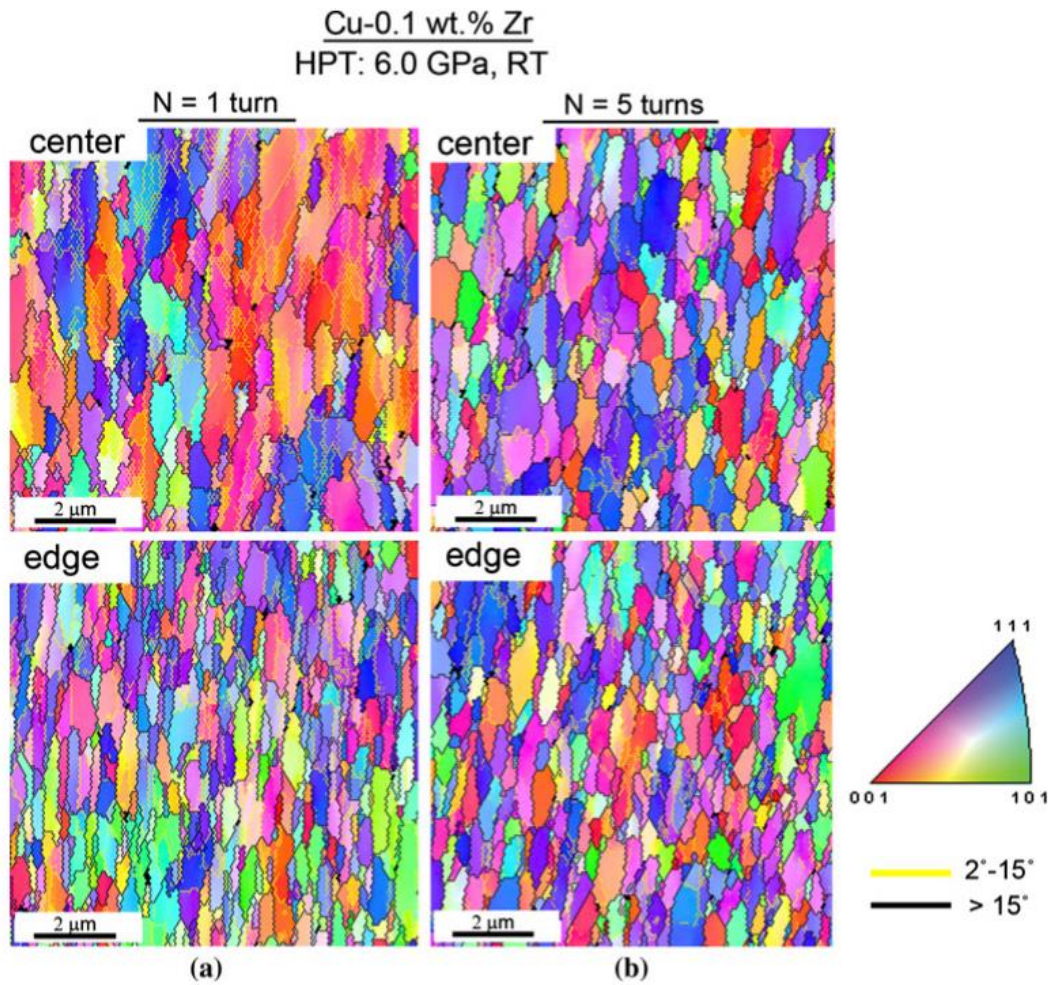 Cu-0.1 wt.% Zr
HPT: 6.0 GPa, RT
N = 1 turn
N = 5 turns
center
center
2 μm
2 μm
edge
edge
2 μm
2 μm
111
001
101
2°-15°
> 15°
(a)
(b)